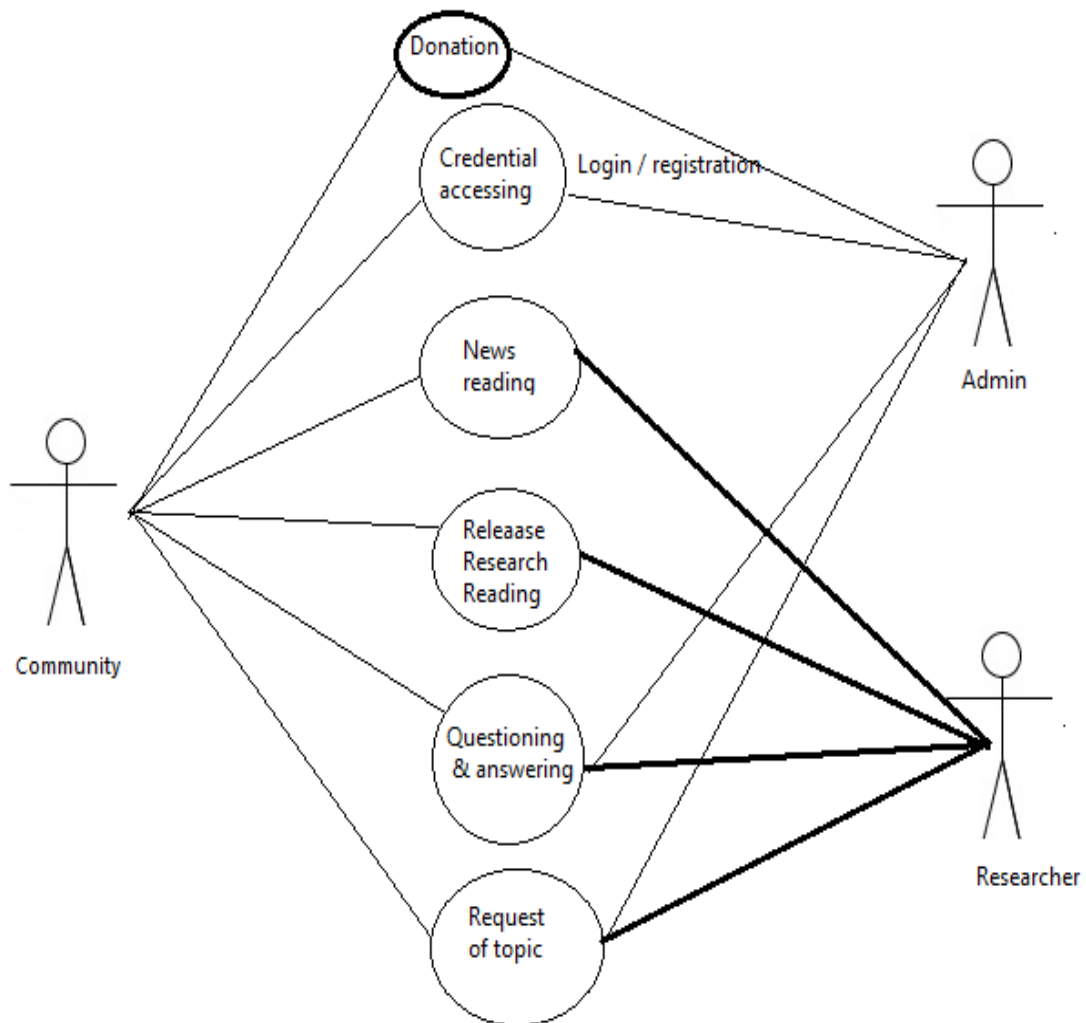 Donation
Credential
accessing
Login / registration
News
reading
Admin
Releaase
Research
Reading
Community
Questioning
& answering
Researcher
Request
of topic